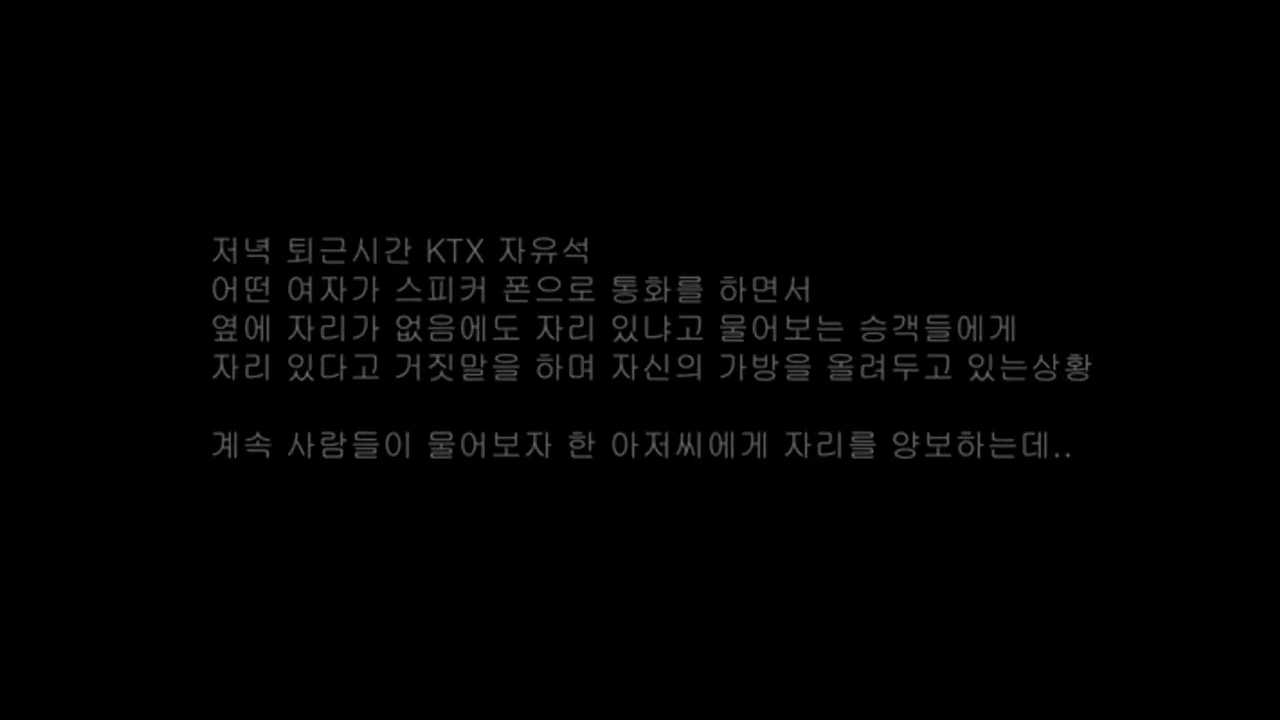 저녁 퇴근시간 KTX 자유석
어떤 여자가 스피커 폰으로 통화를 하면서
옆에 자리가 없음에도 자리 있냐고 물어보는 승객들에게
자리 있다고 거짓말을 하며 자신의 가방을 올려두고 있는상황
계속 사람들이 물어보자 한 아저씨에게 자리를 양보하는데..